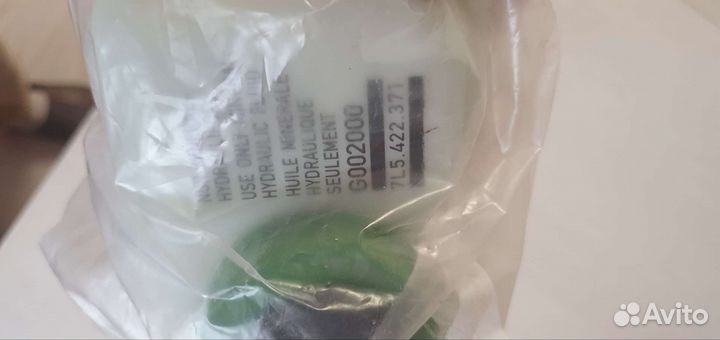 USE ONLY
HYDRAULIC FLUID
HUILE MINERALE
HYDRAULIQUE
SEULEMENT
G002000
7L5.422.371
Avito